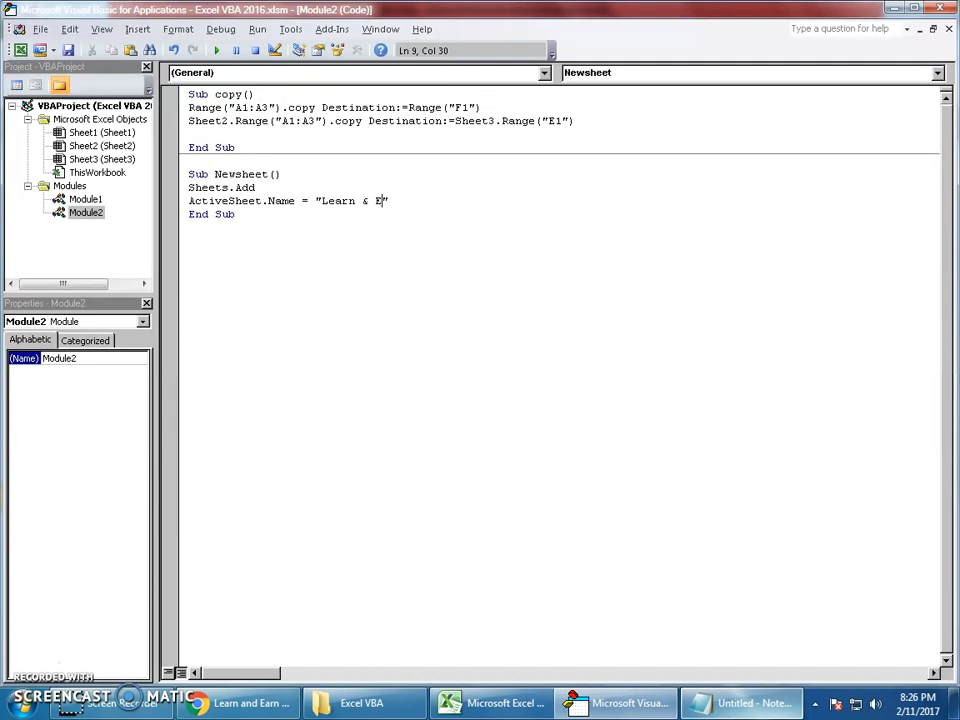 Microsoft Visual Basic for Applications - Excel VBA 2016.xlsm - [Module2 (Code)]
File Edit View Insert Format Debug Run Tools Add-Ins Window Help
Type a question for help
Ln 9, Col 30
Project - VBAProject
(General)
Newsheet
VBAProject (Excel VBA 201
Microsoft Excel Objects
Sheet1 (Sheet1)
Sheet2 (Sheet2)
Sheet3 (Sheet3)
ThisWorkbook
Modules
Module1
Module2
Sub copy()
Range("A1:A3").copy Destination:=Range("F1")
Sheet2.Range("A1:A3").copy Destination:=Sheet3.Range("E1")
End Sub
Sub Newsheet()
Sheets.Add
ActiveSheet.Name = "Learn & E"
End Sub
Properties - Module2
Module2 Module
Alphabetic Categorized
(Name) Module2
RECORDED WITH
SCREENCAST MATIC
Screen Recorder
Learn and Earn ...
Excel VBA
Microsoft Excel ...
Microsoft Visua...
Untitled - Note...
8:26 PM
2/11/2017